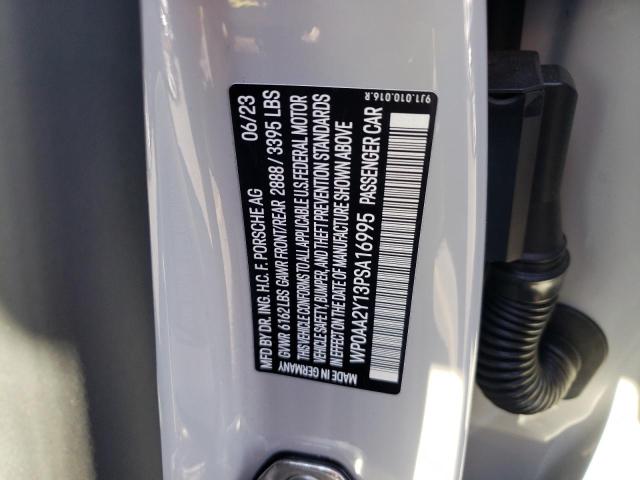 MFD BY DR. ING. H.C. F. PORSCHE AG 06/23
GVWR 6162 LBS GAWR FRONT/REAR 2888 / 3395 LBS
THIS VEHICLE CONFORMS TO ALL APPLICABLE U.S. FEDERAL MOTOR
VEHICLE SAFETY, BUMPER, AND THEFT PREVENTION STANDARDS
IN EFFECT ON THE DATE OF MANUFACTURE SHOWN ABOVE
WP0AA2Y13PSA16995 PASSENGER CAR
MADE IN GERMANY
9J1.010.016.R